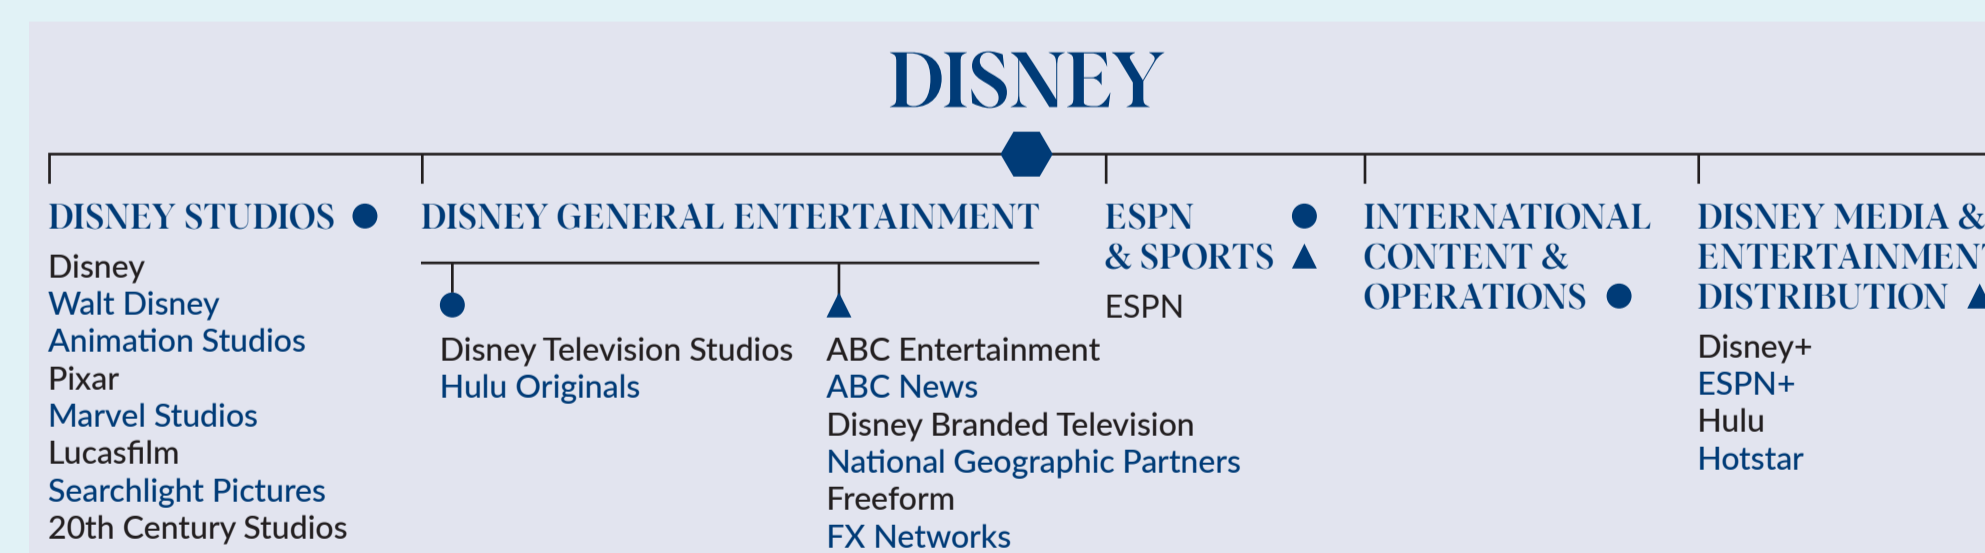 DISNEY
DISNEY STUDIOS
Disney
Walt Disney
Animation Studios
Pixar
Marvel Studios
Lucasfilm
Searchlight Pictures
20th Century Studios
DISNEY GENERAL ENTERTAINMENT
Disney Television Studios
Hulu Originals
ABC Entertainment
ABC News
Disney Branded Television
National Geographic Partners
Freeform
FX Networks
ESPN
& SPORTS
ESPN
INTERNATIONAL
CONTENT &
OPERATIONS
DISNEY MEDIA &
ENTERTAINMENT
DISTRIBUTION
Disney+
ESPN+
Hulu
Hotstar